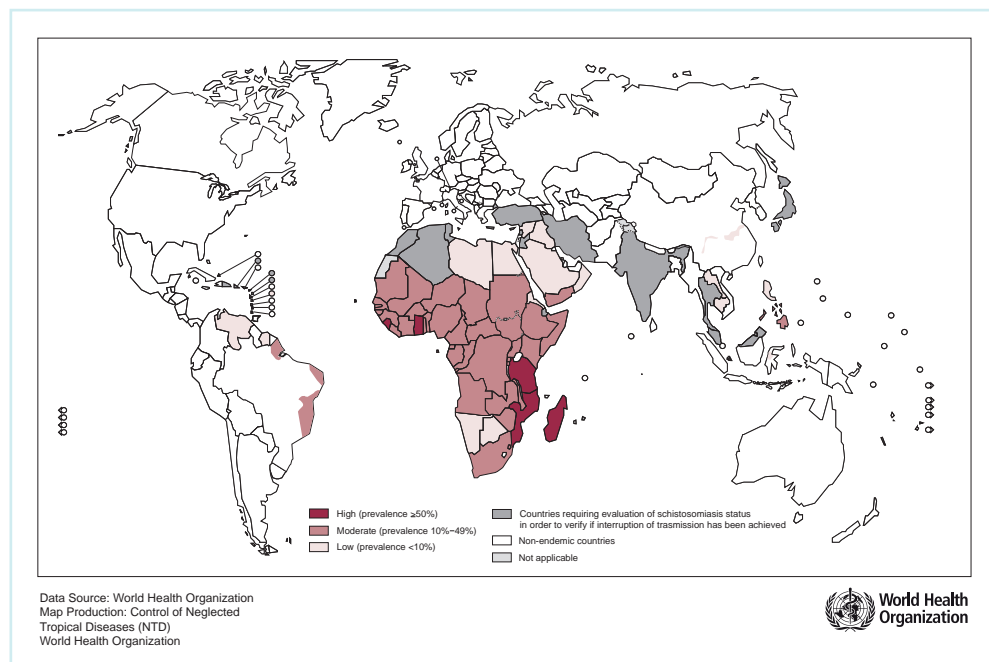 High (prevalence ≥50%)
Moderate (prevalence 10%−49%)
Low (prevalence <10%)
Countries requiring evaluation of schistosomiasis status
in order to verify if interruption of trasmission has been achieved
Non-endemic countries
Not applicable
Data Source: World Health Organization
Map Production: Control of Neglected
Tropical Diseases (NTD)
World Health Organization
World Health
Organization